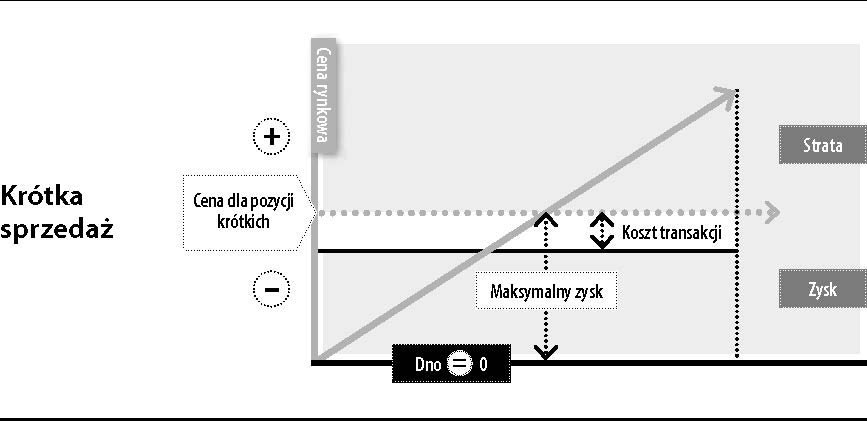 Cena rynkowa
+
Strata
Krótka
sprzedaż
Cena dla pozycji
krótkich
Koszt transakcji
–
Maksymalny zysk
Zysk
Dno = 0